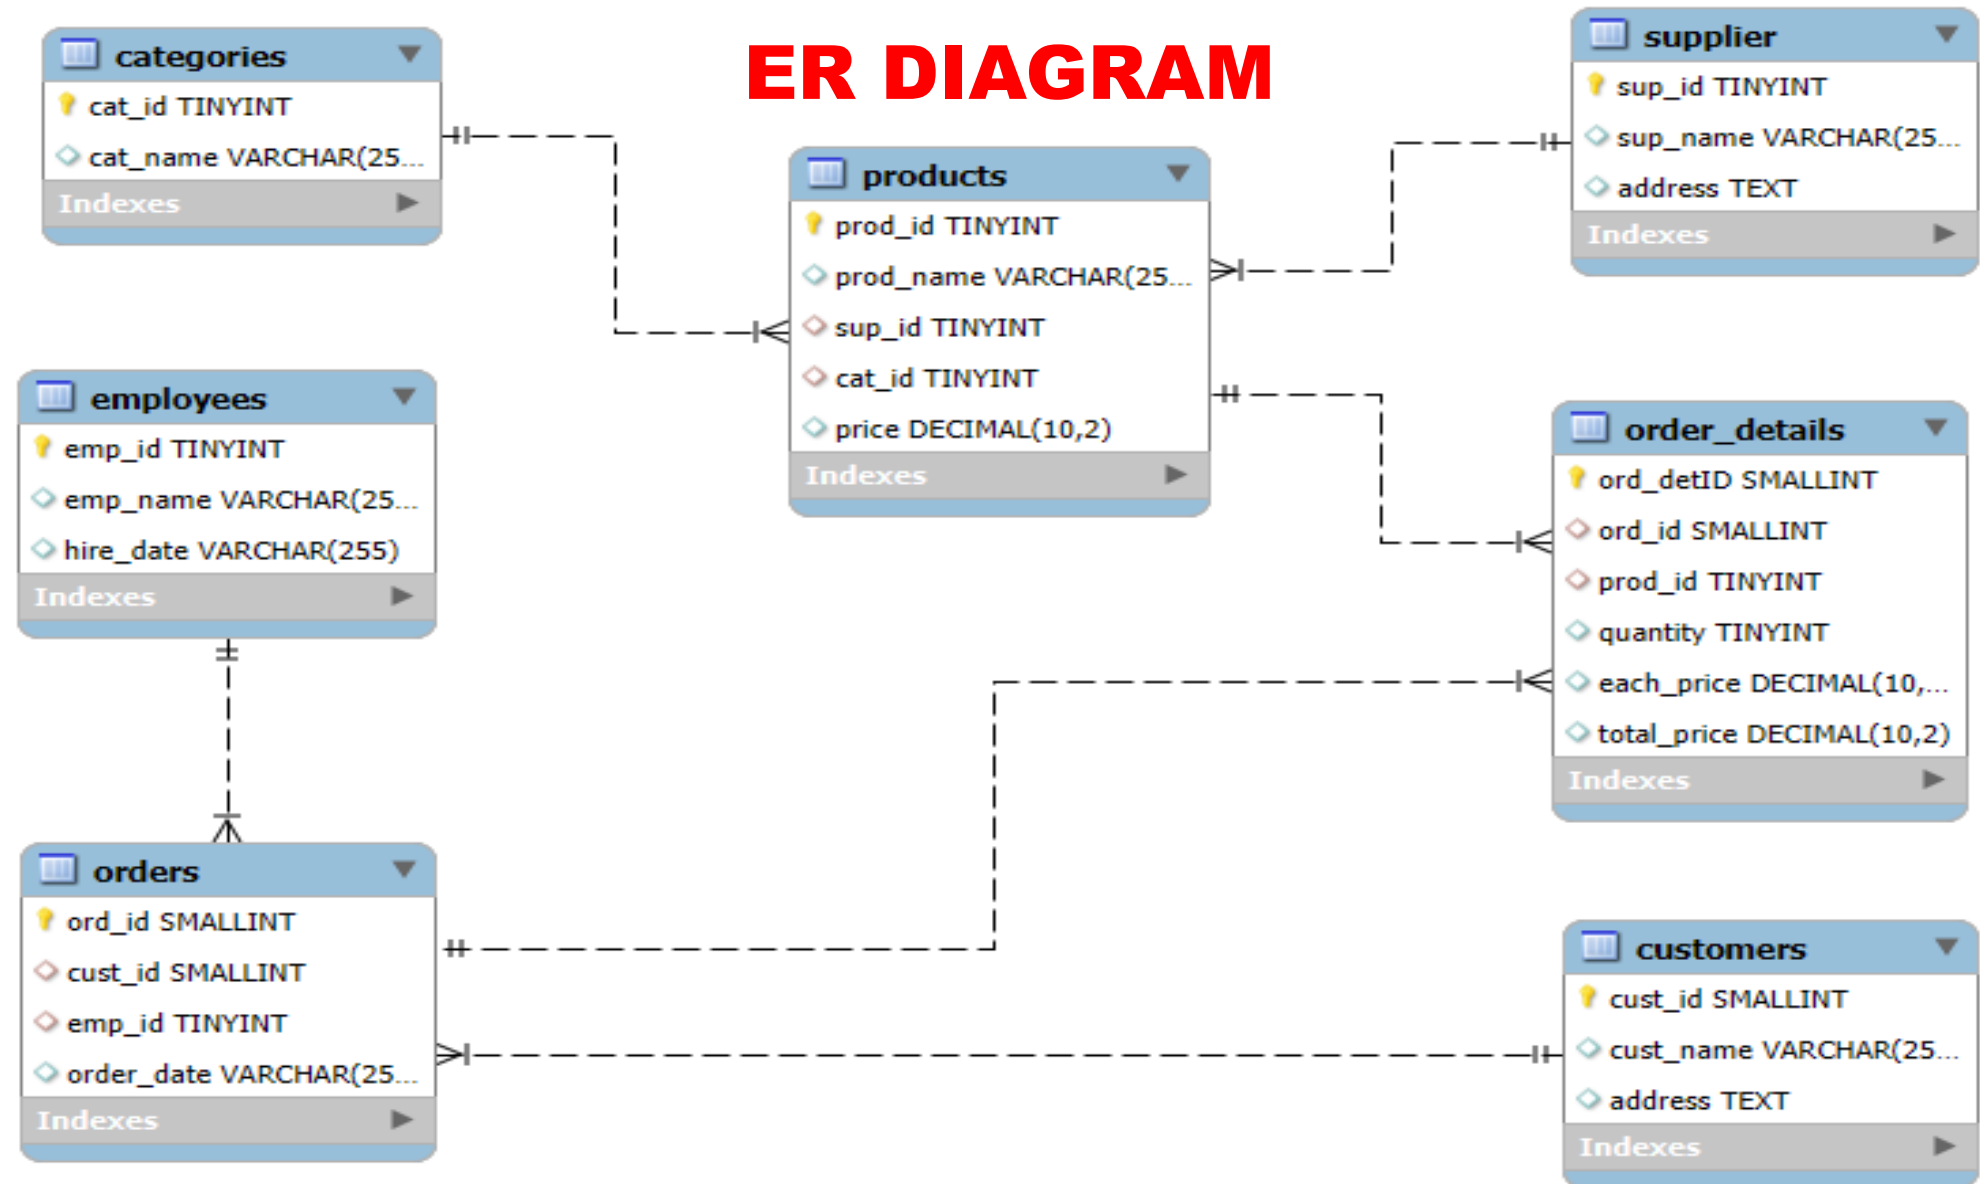 ER DIAGRAM
categories
cat_id TINYINT
cat_name VARCHAR(25...
Indexes
supplier
sup_id TINYINT
sup_name VARCHAR(25...
address TEXT
Indexes
products
prod_id TINYINT
prod_name VARCHAR(25...
sup_id TINYINT
cat_id TINYINT
price DECIMAL(10,2)
Indexes
employees
emp_id TINYINT
emp_name VARCHAR(25...
hire_date VARCHAR(255)
Indexes
order_details
ord_detID SMALLINT
ord_id SMALLINT
prod_id TINYINT
quantity TINYINT
each_price DECIMAL(10,...
total_price DECIMAL(10,2)
Indexes
orders
ord_id SMALLINT
cust_id SMALLINT
emp_id TINYINT
order_date VARCHAR(25...
Indexes
customers
cust_id SMALLINT
cust_name VARCHAR(25...
address TEXT
Indexes